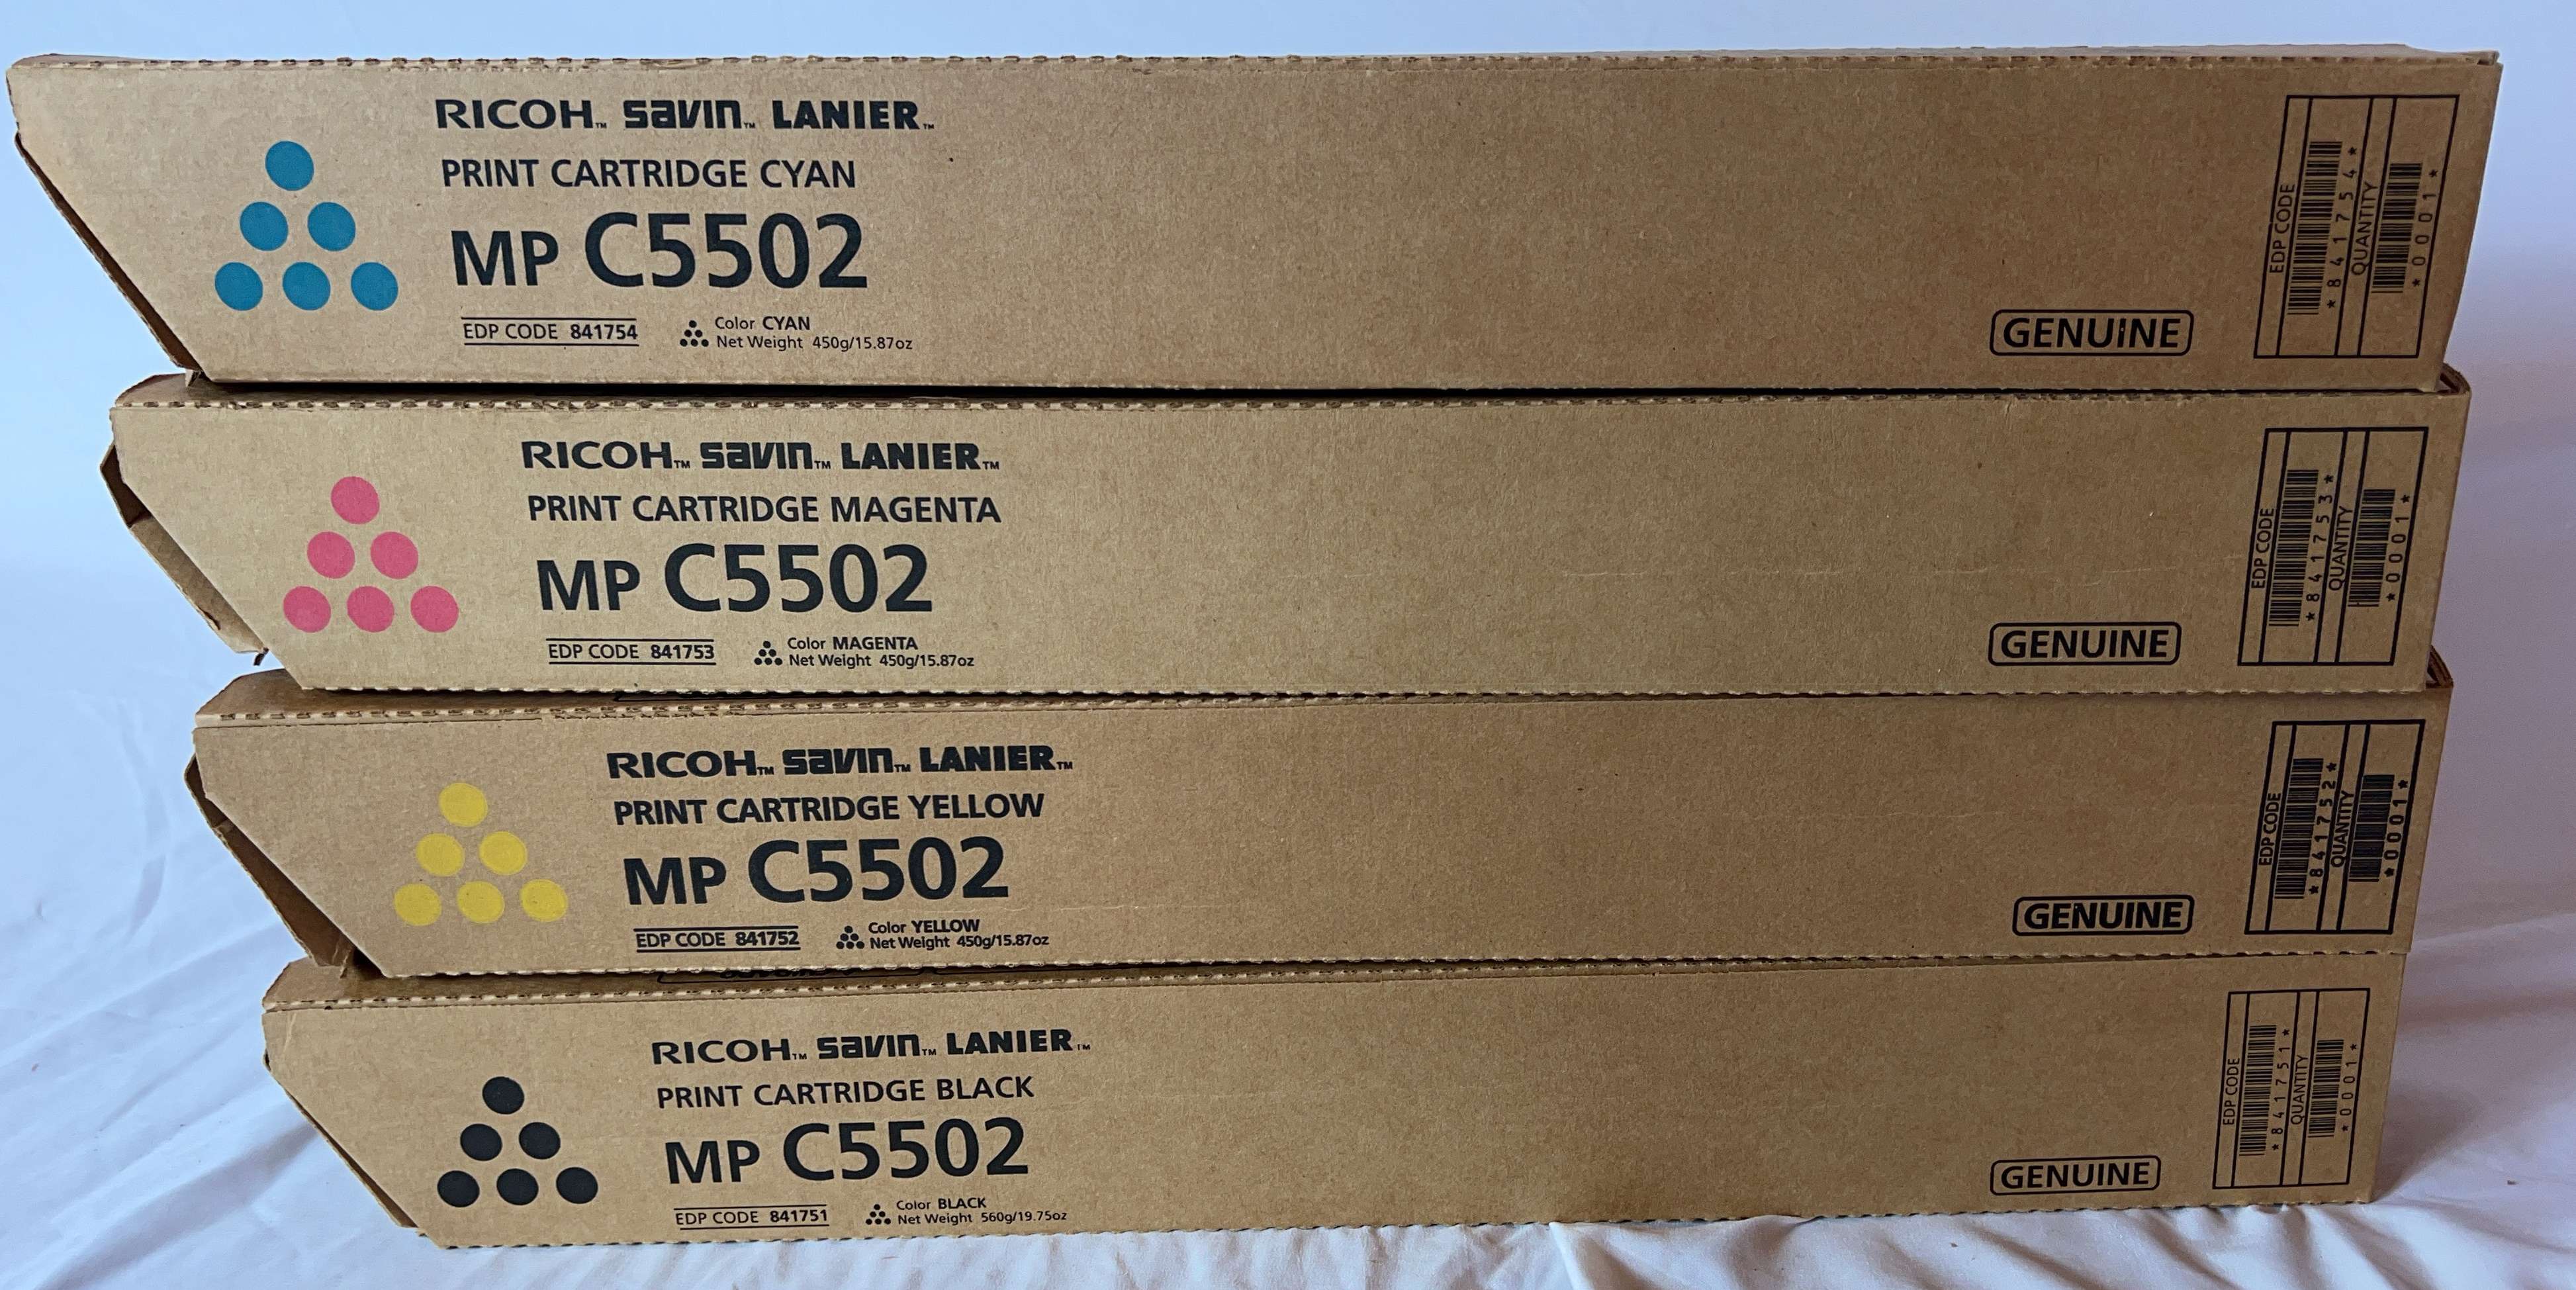 RICOH™ savin™ LANIER™
PRINT CARTRIDGE CYAN
MP C5502
EDP CODE 841754
Color CYAN
Net Weight 450g/15.87oz
GENUINE
EDP CODE
*841754*
QUANTITY
*0001*
RICOH™ savin™ LANIER™
PRINT CARTRIDGE MAGENTA
MP C5502
EDP CODE 841753
Color MAGENTA
Net Weight 450g/15.87oz
GENUINE
EDP CODE
*841753*
QUANTITY
*0001*
RICOH™ savin™ LANIER™
PRINT CARTRIDGE YELLOW
MP C5502
EDP CODE 841752
Color YELLOW
Net Weight 450g/15.87oz
GENUINE
EDP CODE
*841752*
QUANTITY
*0001*
RICOH™ savin™ LANIER™
PRINT CARTRIDGE BLACK
MP C5502
EDP CODE 841751
Color BLACK
Net Weight 560g/19.75oz
GENUINE
EDP CODE
*841751*
QUANTITY
*0001*